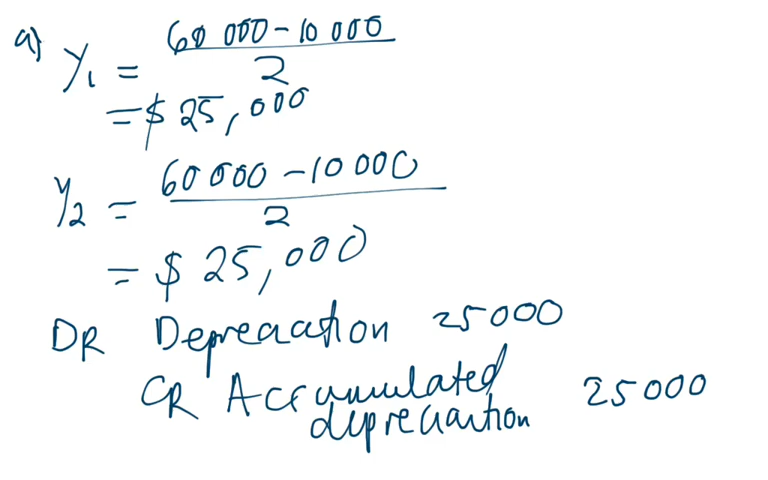 a) Y1 = 60 000 - 10 000
2
= $ 25,000
Y2 = 60 000 - 10 000
2
= $ 25,000
DR Depreciation 25000
CR Accumulated
depreciation 25000